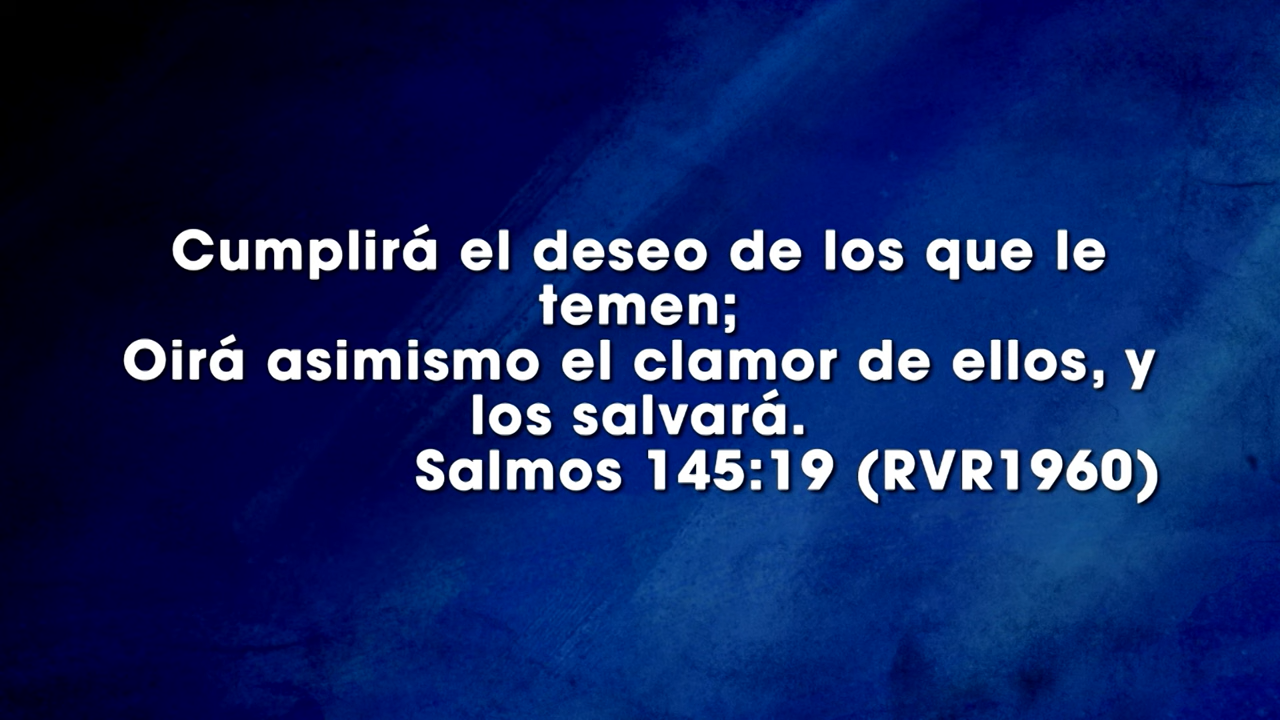 Cumplirá el deseo de los que le
temen;
Oirá asimismo el clamor de ellos, y
los salvará.
Salmos 145:19 (RVR1960)